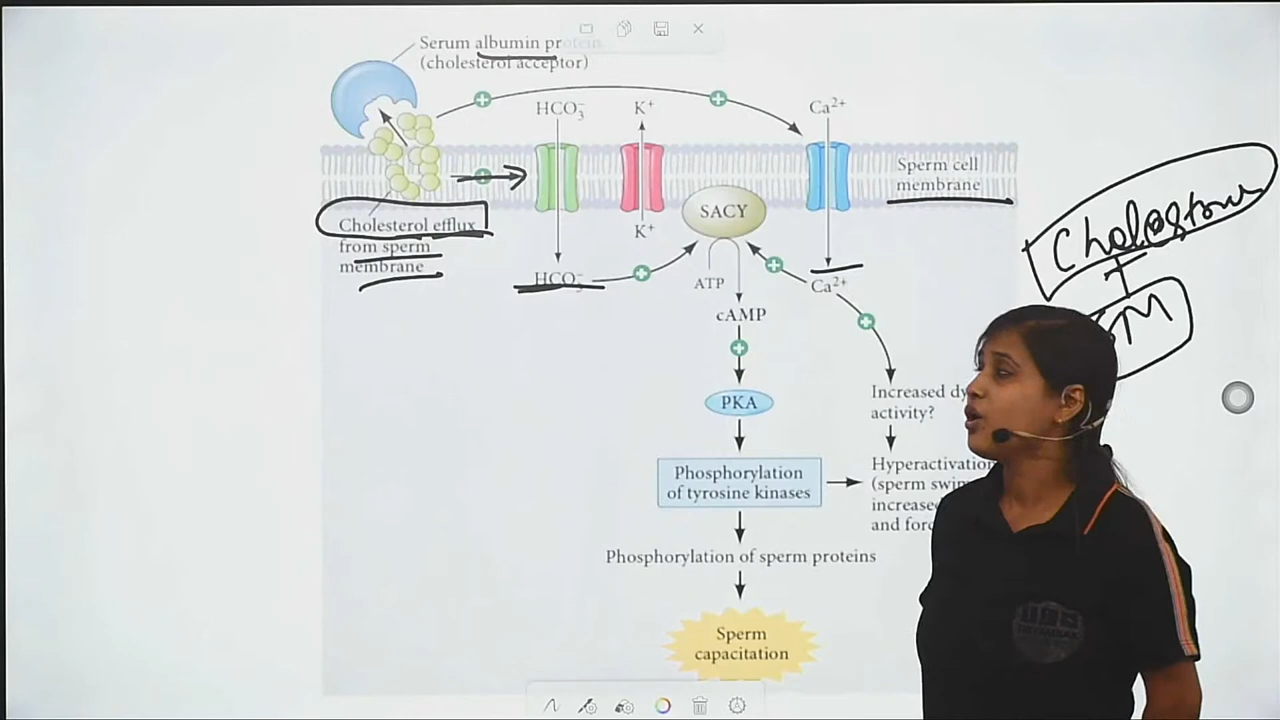 Serum albumin protein
(cholesterol acceptor)
HCO₃⁻
K⁺
Ca²⁺
Sperm cell
membrane
Cholesterol
SACY
Cholesterol efflux
from sperm
membrane
K⁺
HCO₃⁻
ATP
Ca²⁺
cAMP
M
PKA
Increased dy
activity?
Phosphorylation
of tyrosine kinases
Hyperactivation
(sperm swim
increased
and forc
Phosphorylation of sperm proteins
Sperm
capacitation